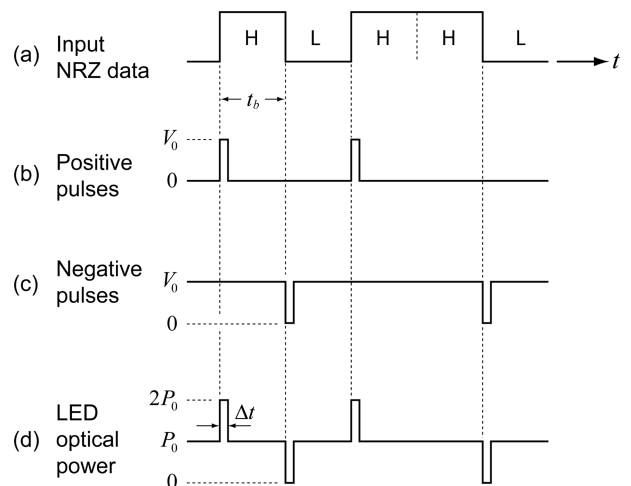 (a) Input NRZ data
H L H H L
t
t_b
(b) Positive pulses
V_0
0
(c) Negative pulses
V_0
0
(d) LED optical power
2P_0
Δt
P_0
0